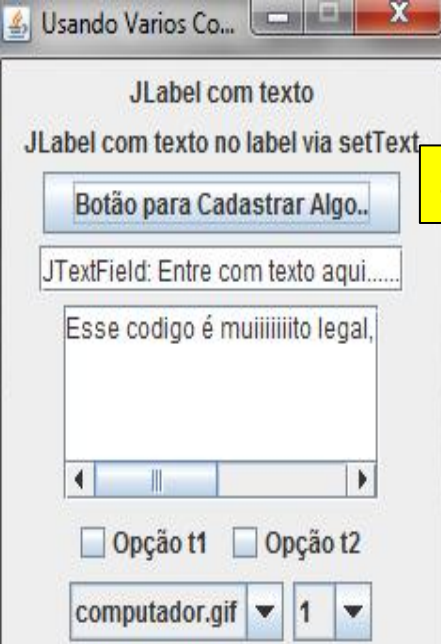 Usando Varios Co...
JLabel com texto
JLabel com texto no label via setText
Botão para Cadastrar Algo..
JTextField: Entre com texto aqui......
Esse codigo é muiiiiiiito legal,
Opção t1 Opção t2
computador.gif 1